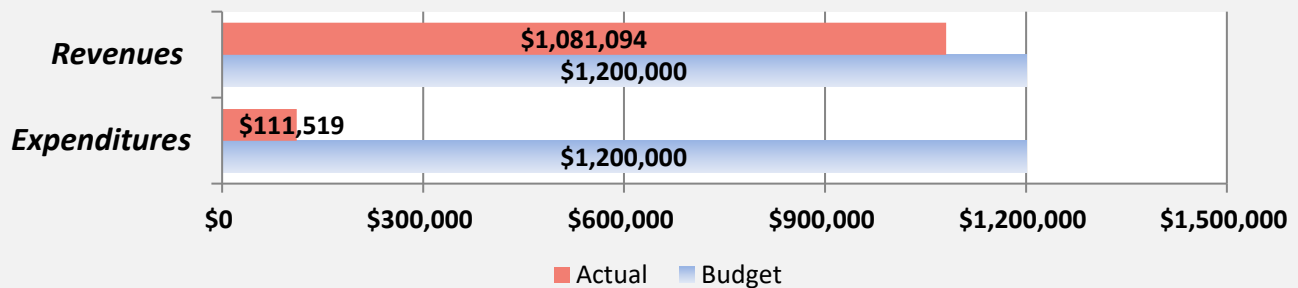 Revenues
$1,081,094
$1,200,000
Expenditures
$111,519
$1,200,000
$0 $300,000 $600,000 $900,000 $1,200,000 $1,500,000
Actual Budget